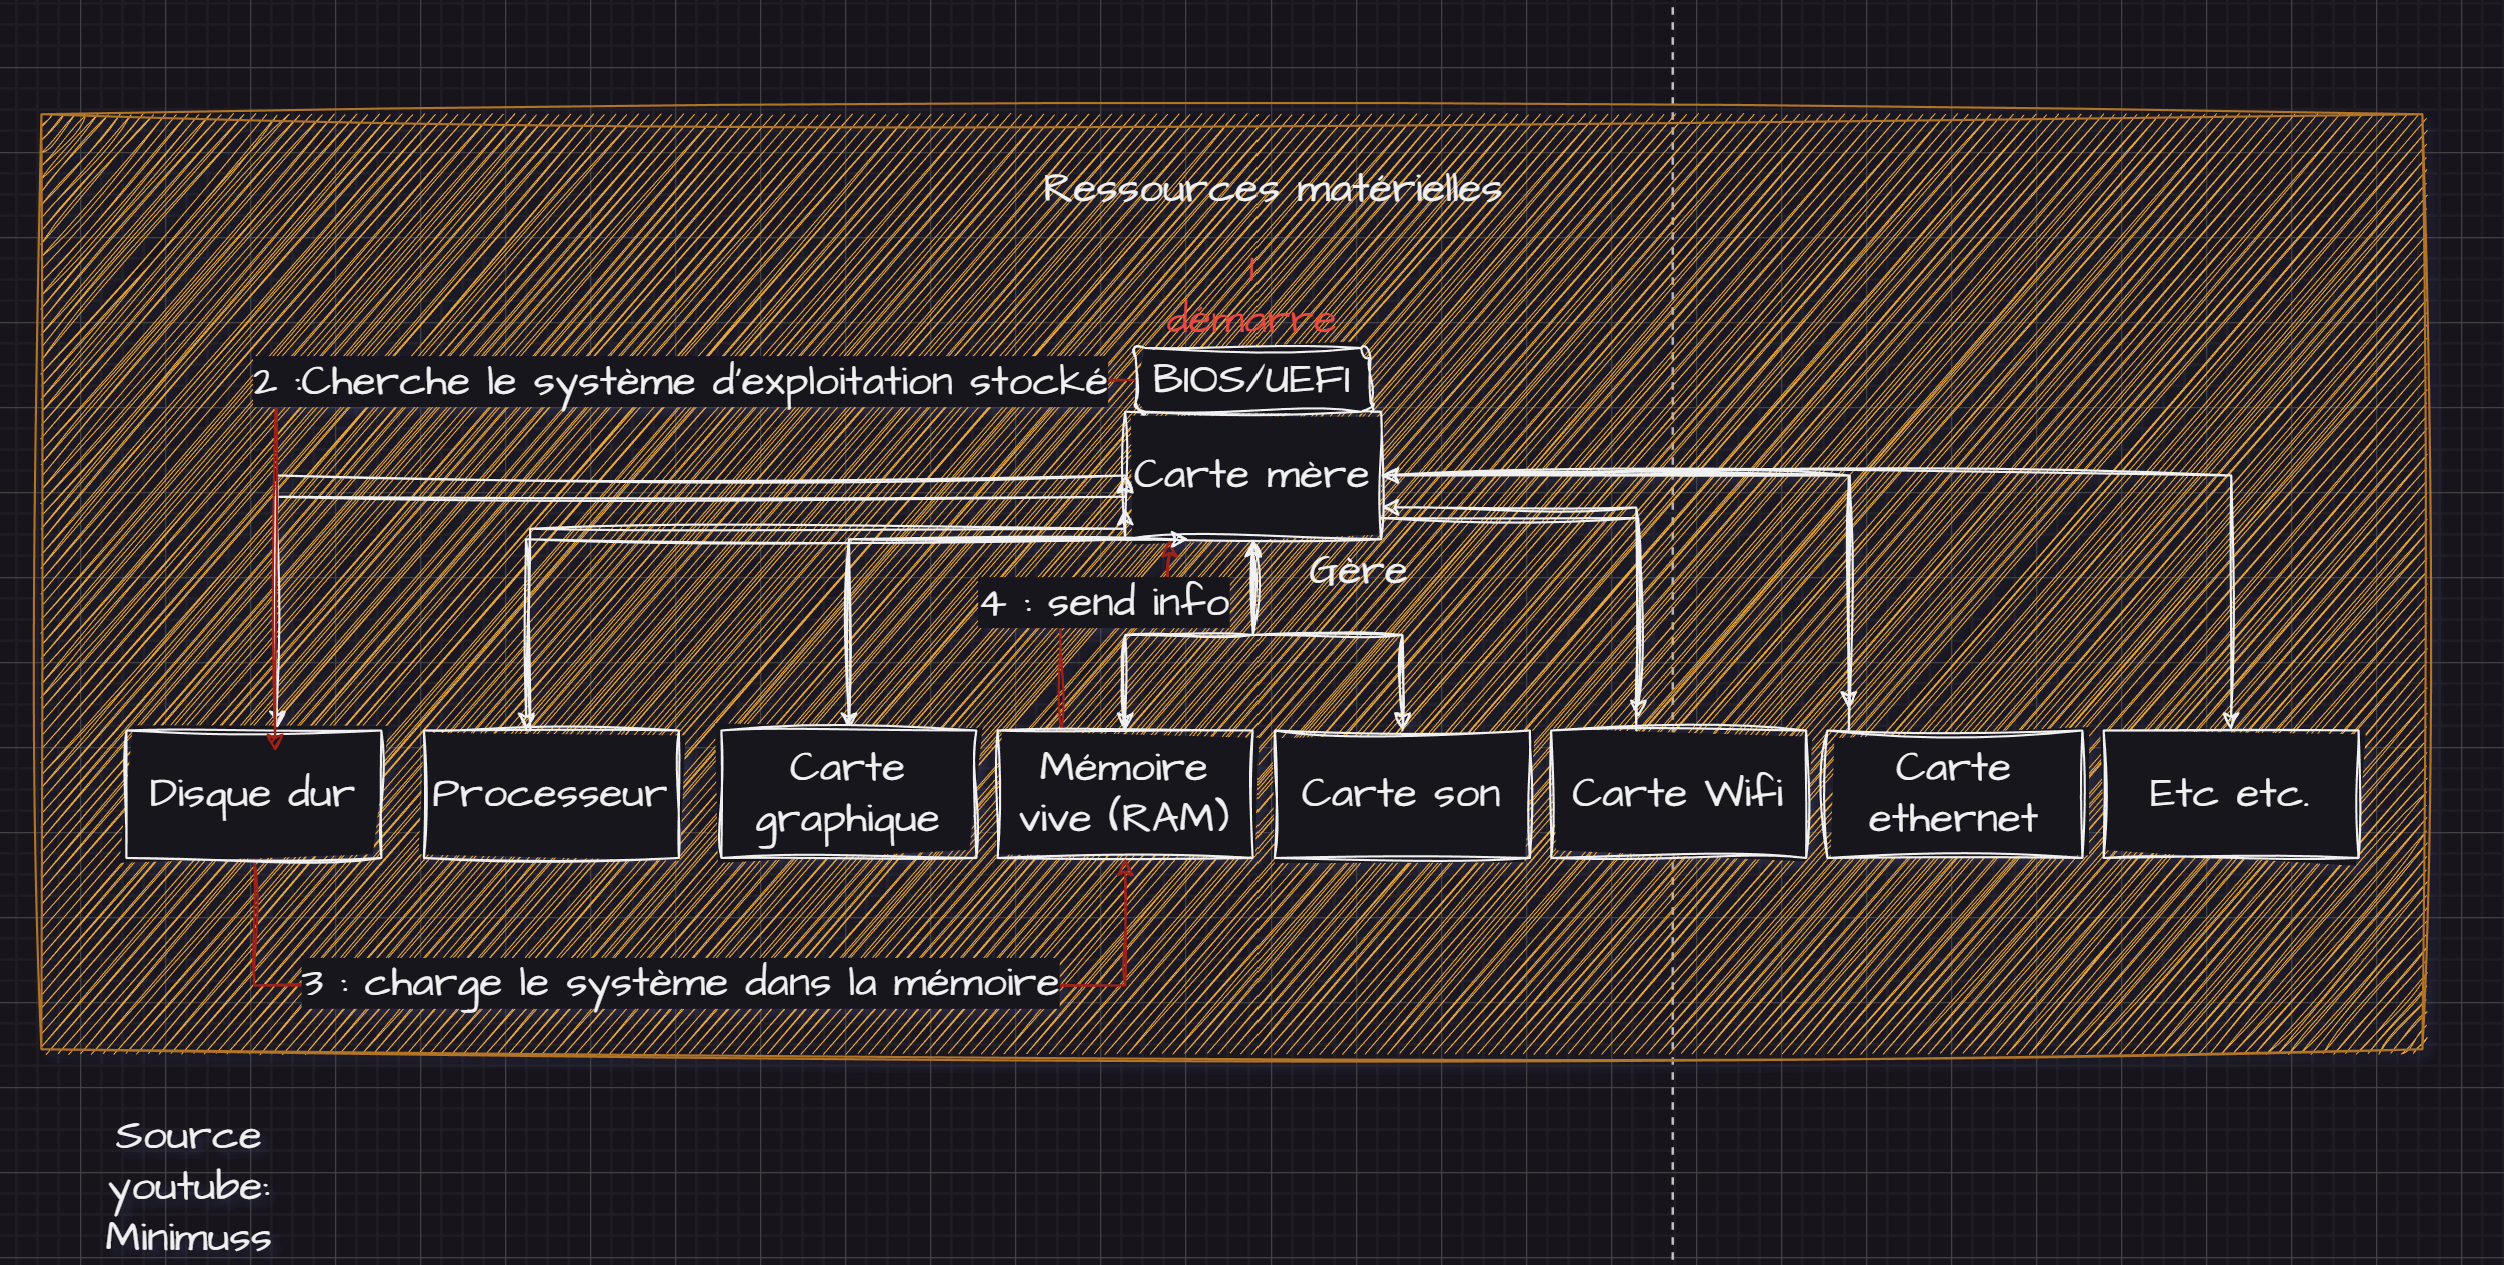 Ressources matérielles
1
démarre
2 :Cherche le système d'exploitation stocké
BIOS/UEFI
Carte mère
Gère
4 : send info
Disque dur
Processeur
Carte
graphique
Mémoire
vive (RAM)
Carte son
Carte Wifi
Carte
ethernet
Etc etc.
3 : charge le système dans la mémoire
Source
youtube:
Minimuss